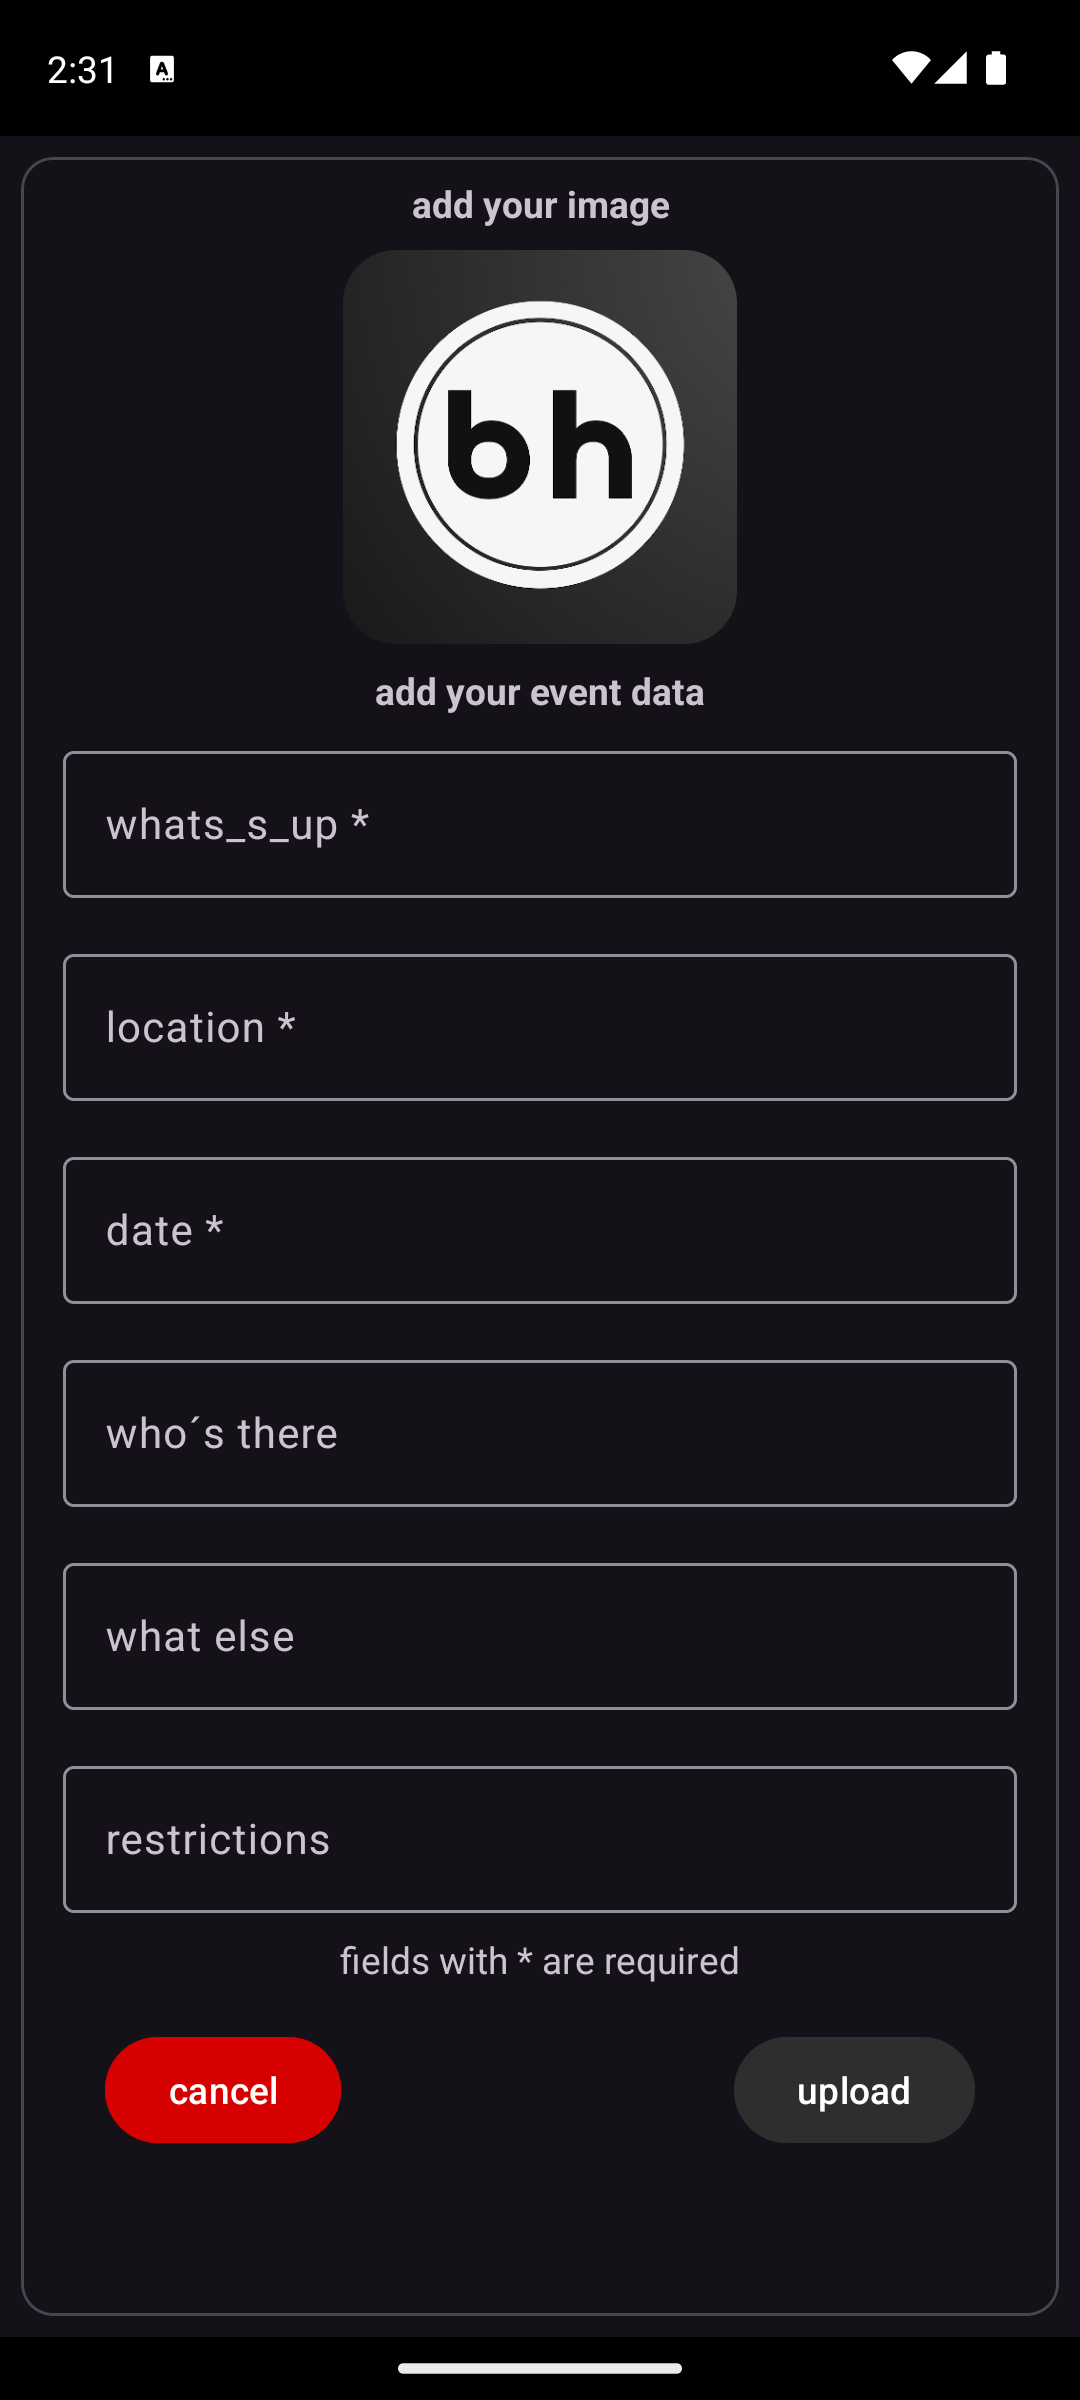 2:31
add your image
bh
add your event data
whats_s_up *
location *
date *
who´s there
what else
restrictions
fields with * are required
cancel
upload